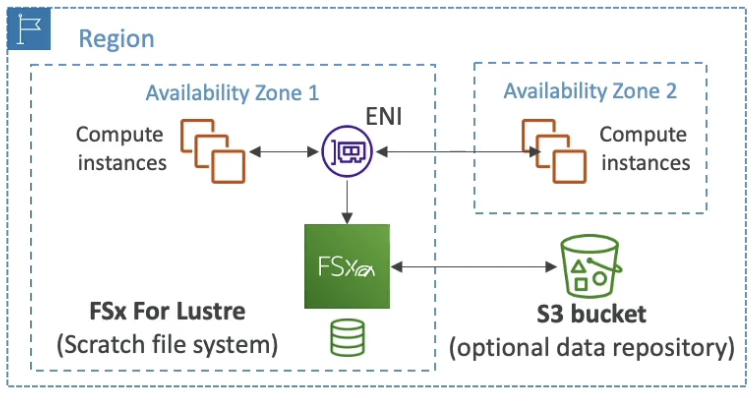 Region
Availability Zone 1
Availability Zone 2
ENI
Compute
instances
Compute
instances
FSx
FSx For Lustre
(Scratch file system)
S3 bucket
(optional data repository)